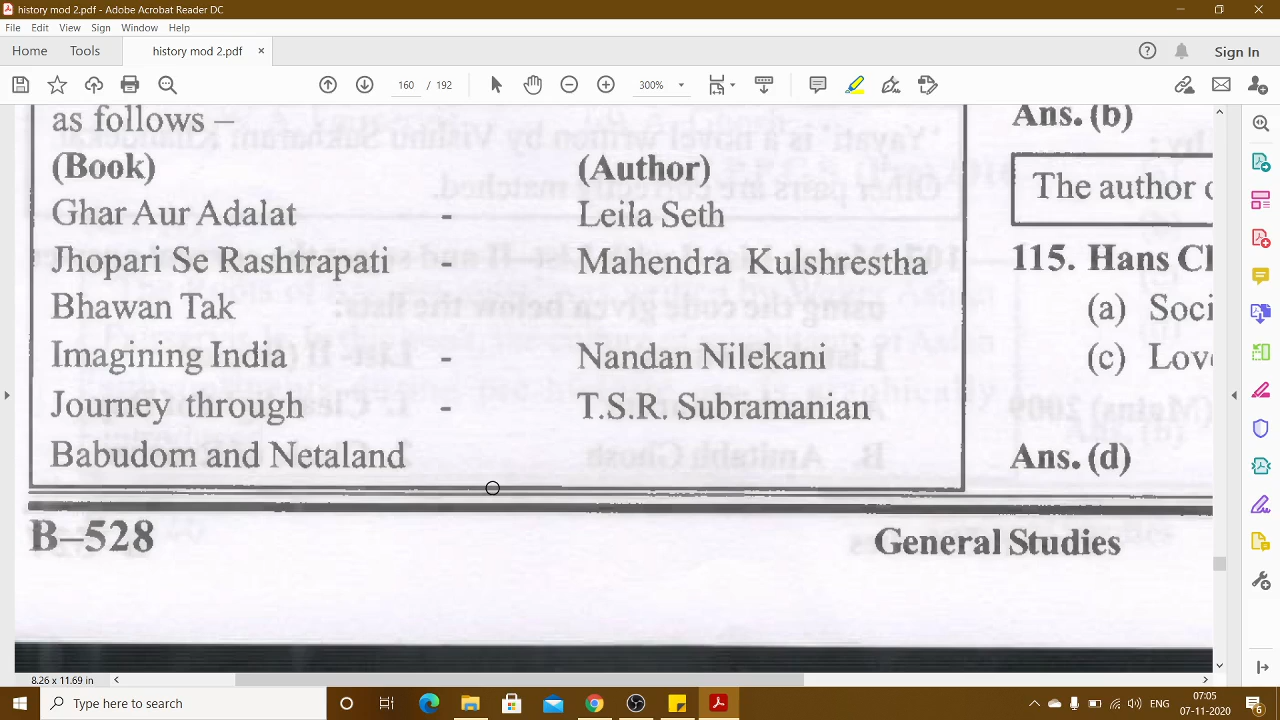 history mod 2.pdf - Adobe Acrobat Reader DC
File Edit View Sign Window Help
Home Tools history mod 2.pdf × Sign In
160 / 192 300%
as follows –
(Book) (Author)
Ghar Aur Adalat - Leila Seth
Jhopari Se Rashtrapati - Mahendra Kulshrestha
Bhawan Tak
Imagining India - Nandan Nilekani
Journey through - T.S.R. Subramanian
Babudom and Netaland
B–528 General Studies
Ans. (b)
The author
115. Hans
(a)
(c)
Ans. (d)
8.26 x 11.69 in
Type here to search
ENG 07:05
07-11-2020
6